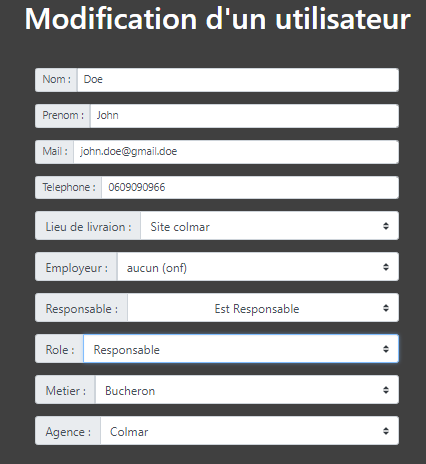 Modification d'un utilisateur
Nom : Doe
Prenom : John
Mail : john.doe@gmail.doe
Telephone : 0609090966
Lieu de livraion : Site colmar
Employeur : aucun (onf)
Responsable : Est Responsable
Role : Responsable
Metier : Bucheron
Agence : Colmar